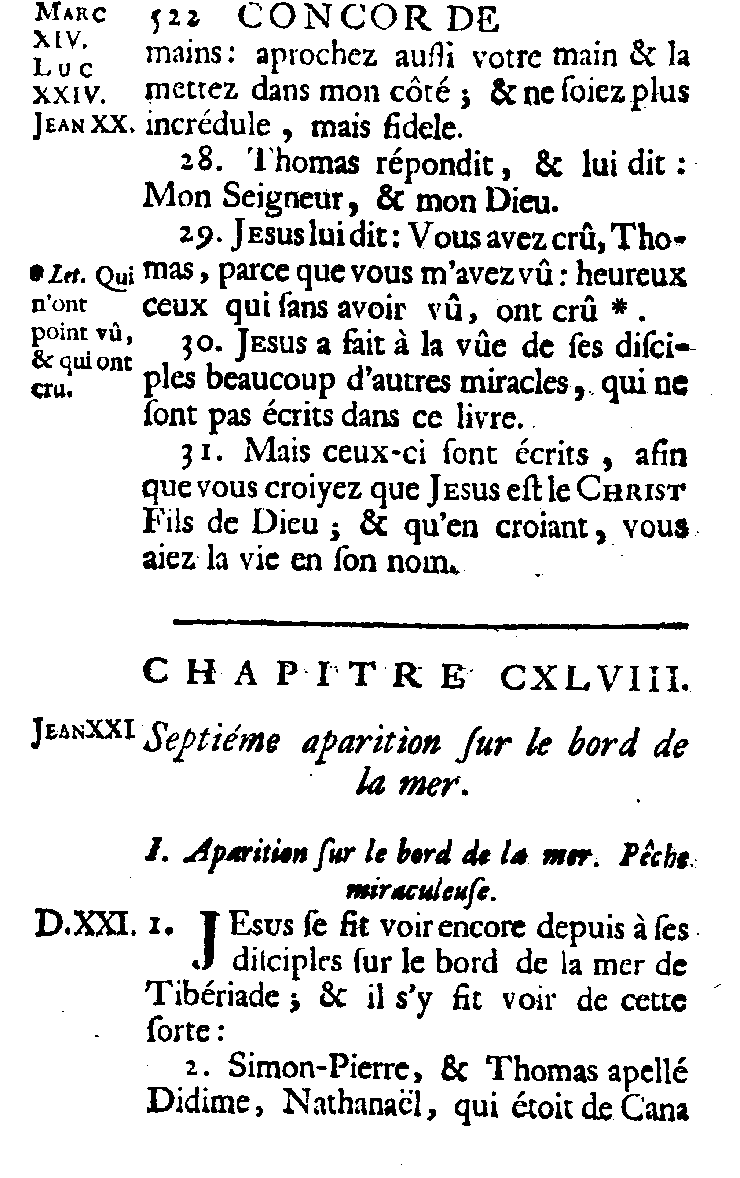 522 CONCORDE
MARC
XIV.
LUC
XXIV.
JEAN XX.
mains: aprochez auſſi votre main & la
mettez dans mon côté ; & ne ſoiez plus
incrédule , mais fidele.
28. Thomas répondit, & lui dit :
Mon Seigneur, & mon Dieu.
29. JESUS lui dit : Vous avez crû, Tho-
mas, parce que vous m'avez vû : heureux
ceux qui ſans avoir vû, ont crû * .
* Let. Qui
n'ont
point vû,
& qui ont
cru.
30. JESUS a fait à la vûe de ſes diſci-
ples beaucoup d'autres miracles, qui ne
ſont pas écrits dans ce livre.
31. Mais ceux-ci ſont écrits , afin
que vous croiyez que JESUS eſt le CHRIST
Fils de Dieu ; & qu'en croiant, vous
aiez la vie en ſon nom.
CHAPITRE CXLVIII.
JEAN XXI
Septiéme aparition ſur le bord de
la mer.
I. Aparition ſur le bord de la mer. Pêche
miraculeuſe.
D.XXI. 1. JEsus ſe fit voir encore depuis à ſes
diſciples ſur le bord de la mer de
Tibériade ; & il s'y fit voir de cette
ſorte :
2. Simon-Pierre, & Thomas apellé
Didime, Nathanaël, qui étoit de Cana